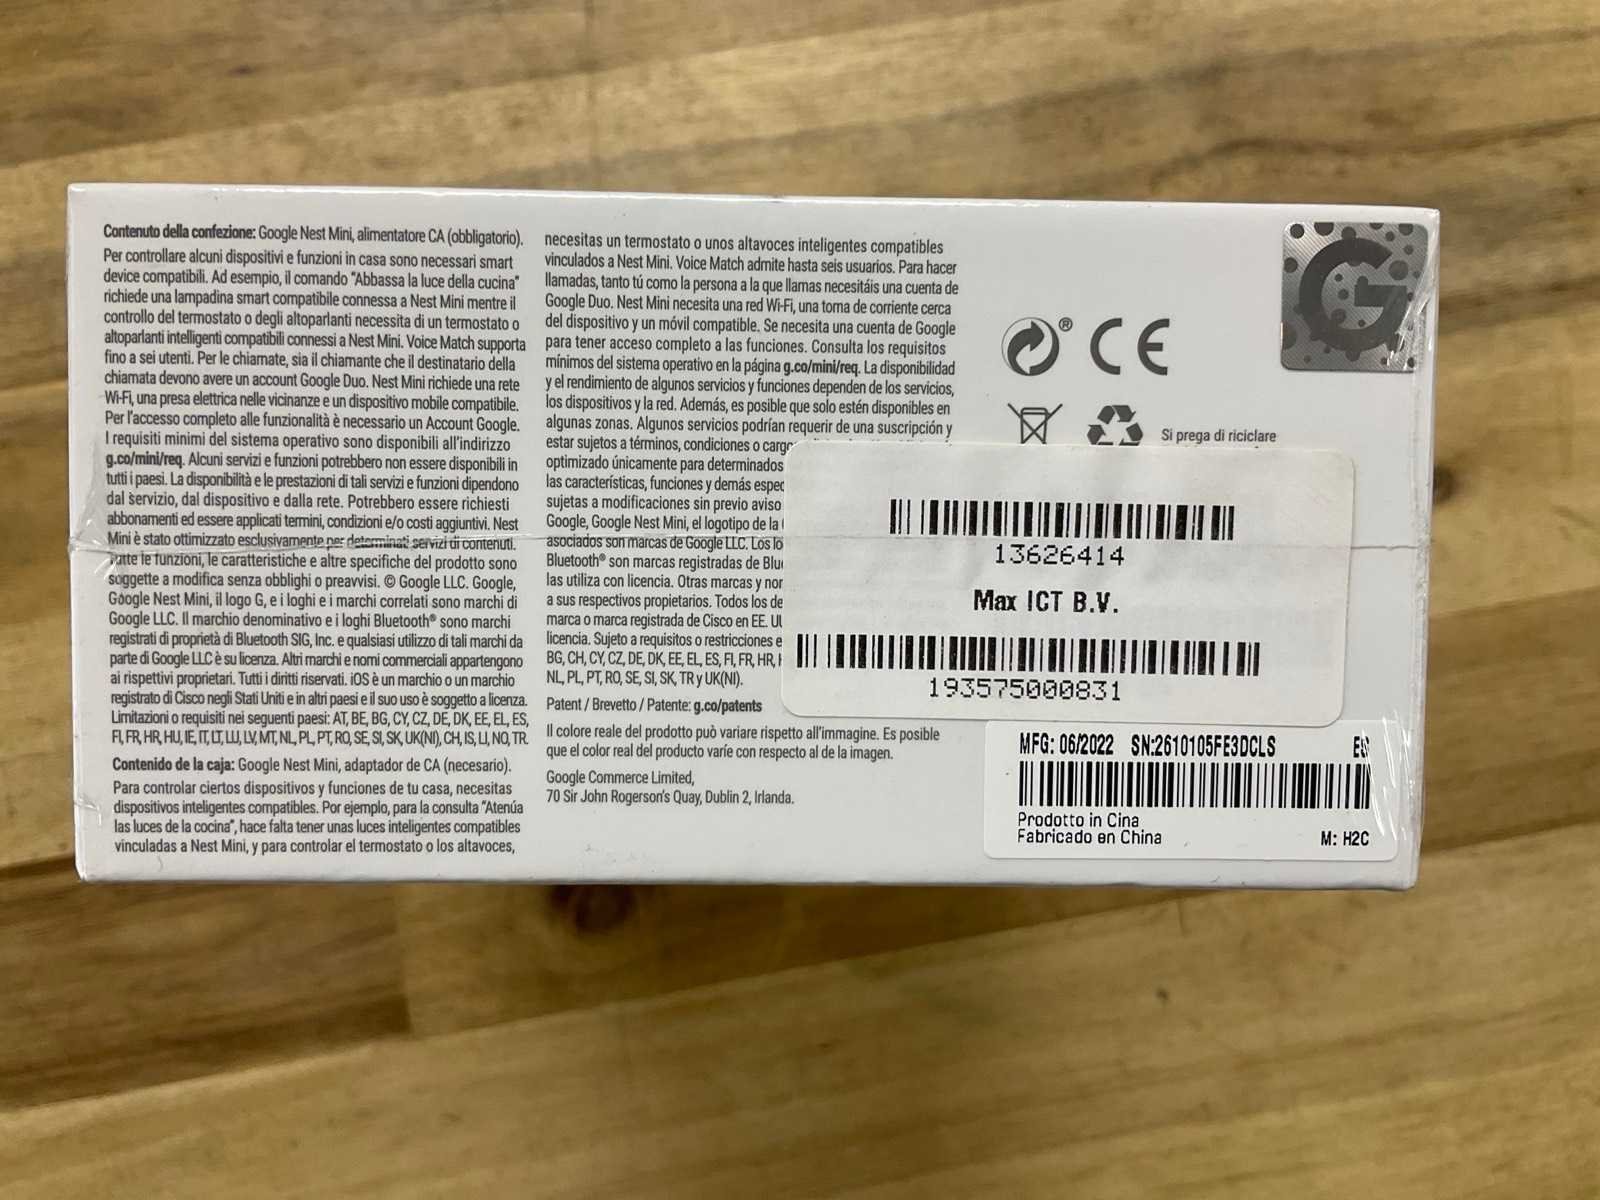 Contenuto della confezione: Google Nest Mini, alimentatore CA (obbligatorio).
Per controllare alcuni dispositivi e funzioni in casa sono necessari smart
device compatibili. Ad esempio, il comando "Abbassa la luce della cucina"
richiede una lampadina smart compatibile connessa a Nest Mini mentre il
controllo del termostato o degli altoparlanti necessita di un termostato o
altoparlanti intelligenti compatibili connessi a Nest Mini. Voice Match supporta
fino a sei utenti. Per le chiamate, sia il chiamante che il destinatario della
chiamata devono avere un account Google Duo. Nest Mini richiede una rete
Wi-Fi, una presa elettrica nelle vicinanze e un dispositivo mobile compatibile.
Per l'accesso completo alle funzionalità è necessario un Account Google.
I requisiti minimi del sistema operativo sono disponibili all'indirizzo
g.co/mini/req. Alcuni servizi e funzioni potrebbero non essere disponibili in
tutti i paesi. La disponibilità e le prestazioni di tali servizi e funzioni dipendono
dal servizio, dal dispositivo e dalla rete. Potrebbero essere richiesti
abbonamenti ed essere applicati termini, condizioni e/o costi aggiuntivi. Nest
Mini è stato ottimizzato esclusivamente per determinati servizi di contenuti.
Tutte le funzioni, le caratteristiche e altre specifiche del prodotto sono
soggette a modifica senza obblighi o preavvisi. © Google LLC. Google,
Google Nest Mini, il logo G, e i loghi e i marchi correlati sono marchi di
Google LLC. Il marchio denominativo e i loghi Bluetooth® sono marchi
registrati di proprietà di Bluetooth SIG, Inc. e qualsiasi utilizzo di tali marchi da
parte di Google LLC è su licenza. Altri marchi e nomi commerciali appartengono
ai rispettivi proprietari. Tutti i diritti riservati. iOS è un marchio o un marchio
registrato di Cisco negli Stati Uniti e in altri paesi e il suo uso è soggetto a licenza.
Limitazioni o requisiti nei seguenti paesi: AT, BE, BG, CY, CZ, DE, DK, EE, EL, ES,
FI, FR, HR, HU, IE, IT, LT, LU, LV, MT, NL, PL, PT, RO, SE, SI, SK, UK(NI), CH, IS, LI, NO, TR.
Contenido de la caja: Google Nest Mini, adaptador de CA (necesario).
Para controlar ciertos dispositivos y funciones de tu casa, necesitas
dispositivos inteligentes compatibles. Por ejemplo, para la consulta "Atenúa
las luces de la cocina", hace falta tener unas luces inteligentes compatibles
vinculadas a Nest Mini, y para controlar el termostato o los altavoces,
necesitas un termostato o unos altavoces inteligentes compatibles
vinculados a Nest Mini. Voice Match admite hasta seis usuarios. Para hacer
llamadas, tanto tú como la persona a la que llamas necesitáis una cuenta de
Google Duo. Nest Mini necesita una red Wi-Fi, una toma de corriente cerca
del dispositivo y un móvil compatible. Se necesita una cuenta de Google
para tener acceso completo a las funciones. Consulta los requisitos
mínimos del sistema operativo en la página g.co/mini/req. La disponibilidad
y el rendimiento de algunos servicios y funciones dependen de los servicios,
los dispositivos y la red. Además, es posible que solo estén disponibles en
algunas zonas. Algunos servicios podrían requerir de una suscripción y
estar sujetos a términos, condiciones o
optimizado únicamente para determinados
las características, funciones y demás
sujetas a modificaciones sin previo aviso
Google, Google Nest Mini, el logotipo de la
asociados son marcas de Google LLC. Los
Bluetooth® son marcas registradas de
las utiliza con licencia. Otras marcas y
a sus respectivos propietarios. Todos los
marca o marca registrada de Cisco en EE.
licencia. Sujeto a requisitos o restricciones
BG, CH, CY, CZ, DE, DK, EE, EL, ES, FI, FR, HR,
NL, PL, PT, RO, SE, SI, SK, TR y UK(NI).
Patent / Brevetto / Patente: g.co/patents
Il colore reale del prodotto può variare rispetto all'immagine. Es posible
que el color real del producto varíe con respecto al de la imagen.
Google Commerce Limited,
70 Sir John Rogerson's Quay, Dublin 2, Irlanda.
G
® CE
Si prega di riciclare
13626414
Max ICT B.V.
193575000831
MFG: 06/2022 SN:2610105FE3DCLS ES
Prodotto in Cina
Fabricado en China
M: H2C